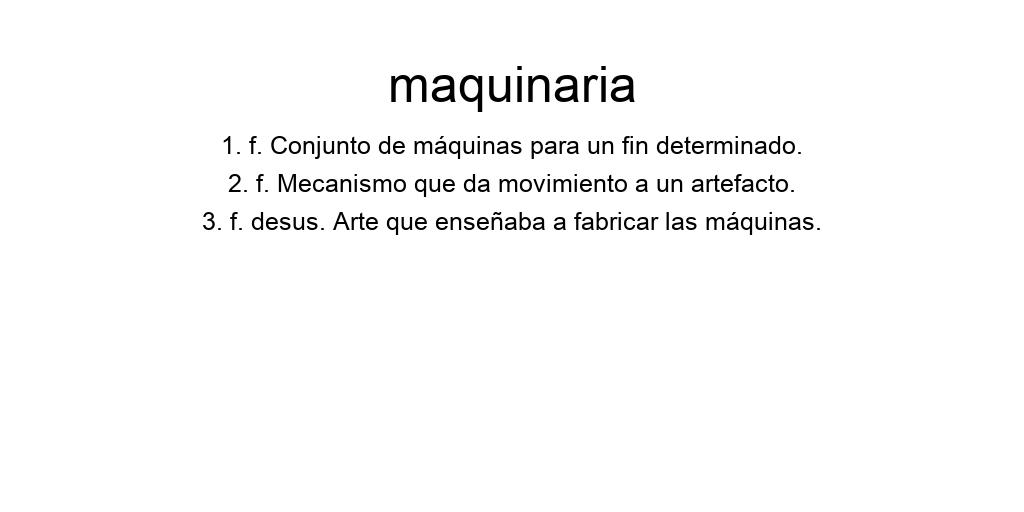 maquinaria
1. f. Conjunto de máquinas para un fin determinado.
2. f. Mecanismo que da movimiento a un artefacto.
3. f. desus. Arte que enseñaba a fabricar las máquinas.